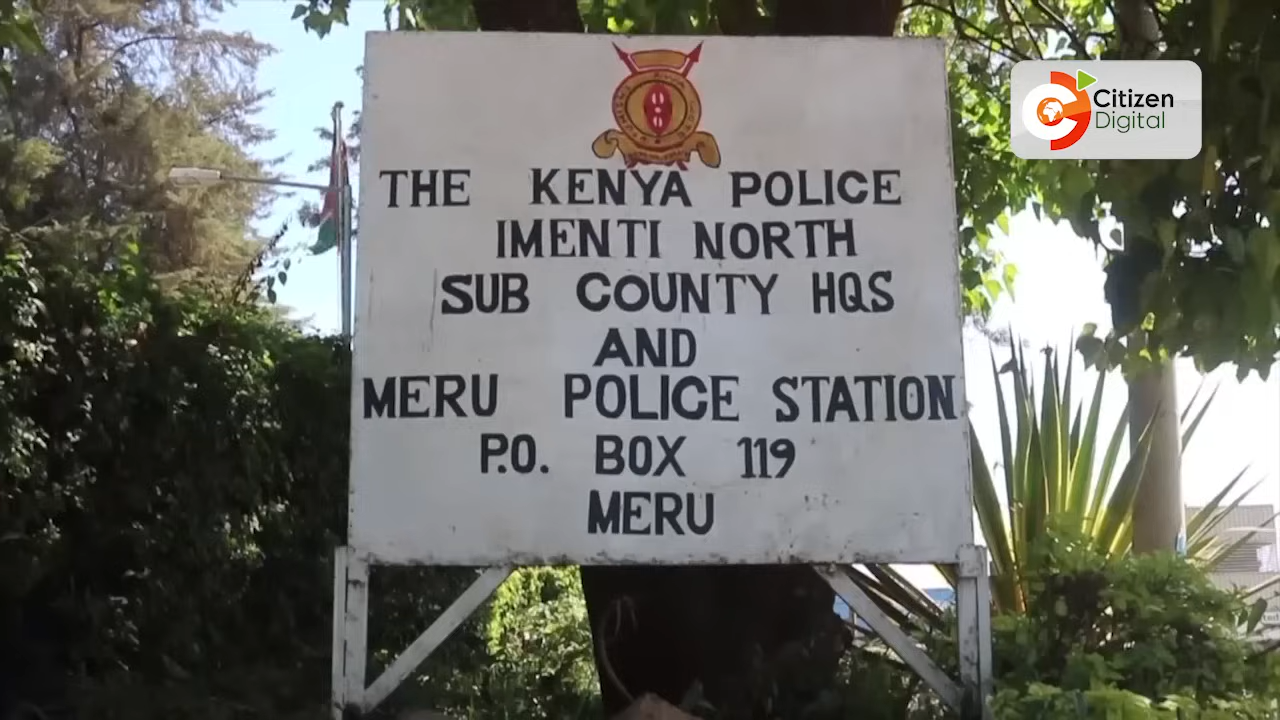 THE KENYA POLICE
IMENTI NORTH
SUB COUNTY HQS
AND
MERU POLICE STATION
P.O. BOX 119
MERU
Citizen
Digital